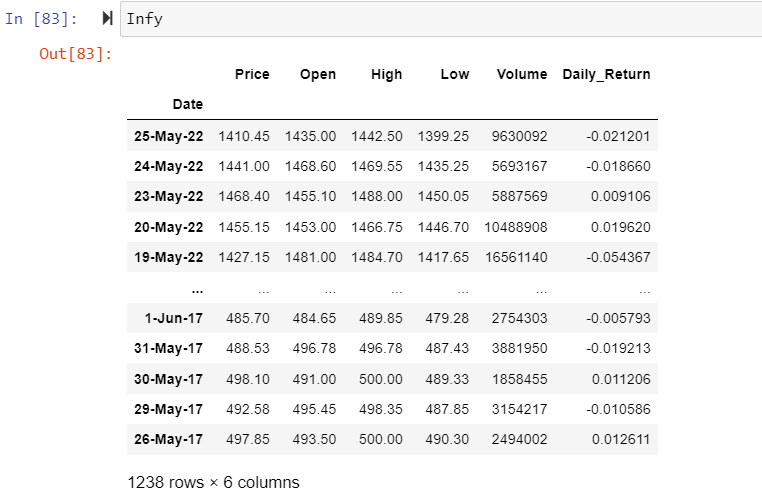 In [83]: Infy
Out[83]:
Price Open High Low Volume Daily_Return
Date
25-May-22 1410.45 1435.00 1442.50 1399.25 9630092 -0.021201
24-May-22 1441.00 1468.60 1469.55 1435.25 5693167 -0.018660
23-May-22 1468.40 1455.10 1488.00 1450.05 5887569 0.009106
20-May-22 1455.15 1453.00 1466.75 1446.70 10488908 0.019620
19-May-22 1427.15 1481.00 1484.70 1417.65 16561140 -0.054367
... ... ... ... ... ... ...
1-Jun-17 485.70 484.65 489.85 479.28 2754303 -0.005793
31-May-17 488.53 496.78 496.78 487.43 3881950 -0.019213
30-May-17 498.10 491.00 500.00 489.33 1858455 0.011206
29-May-17 492.58 495.45 498.35 487.85 3154217 -0.010586
26-May-17 497.85 493.50 500.00 490.30 2494002 0.012611
1238 rows × 6 columns